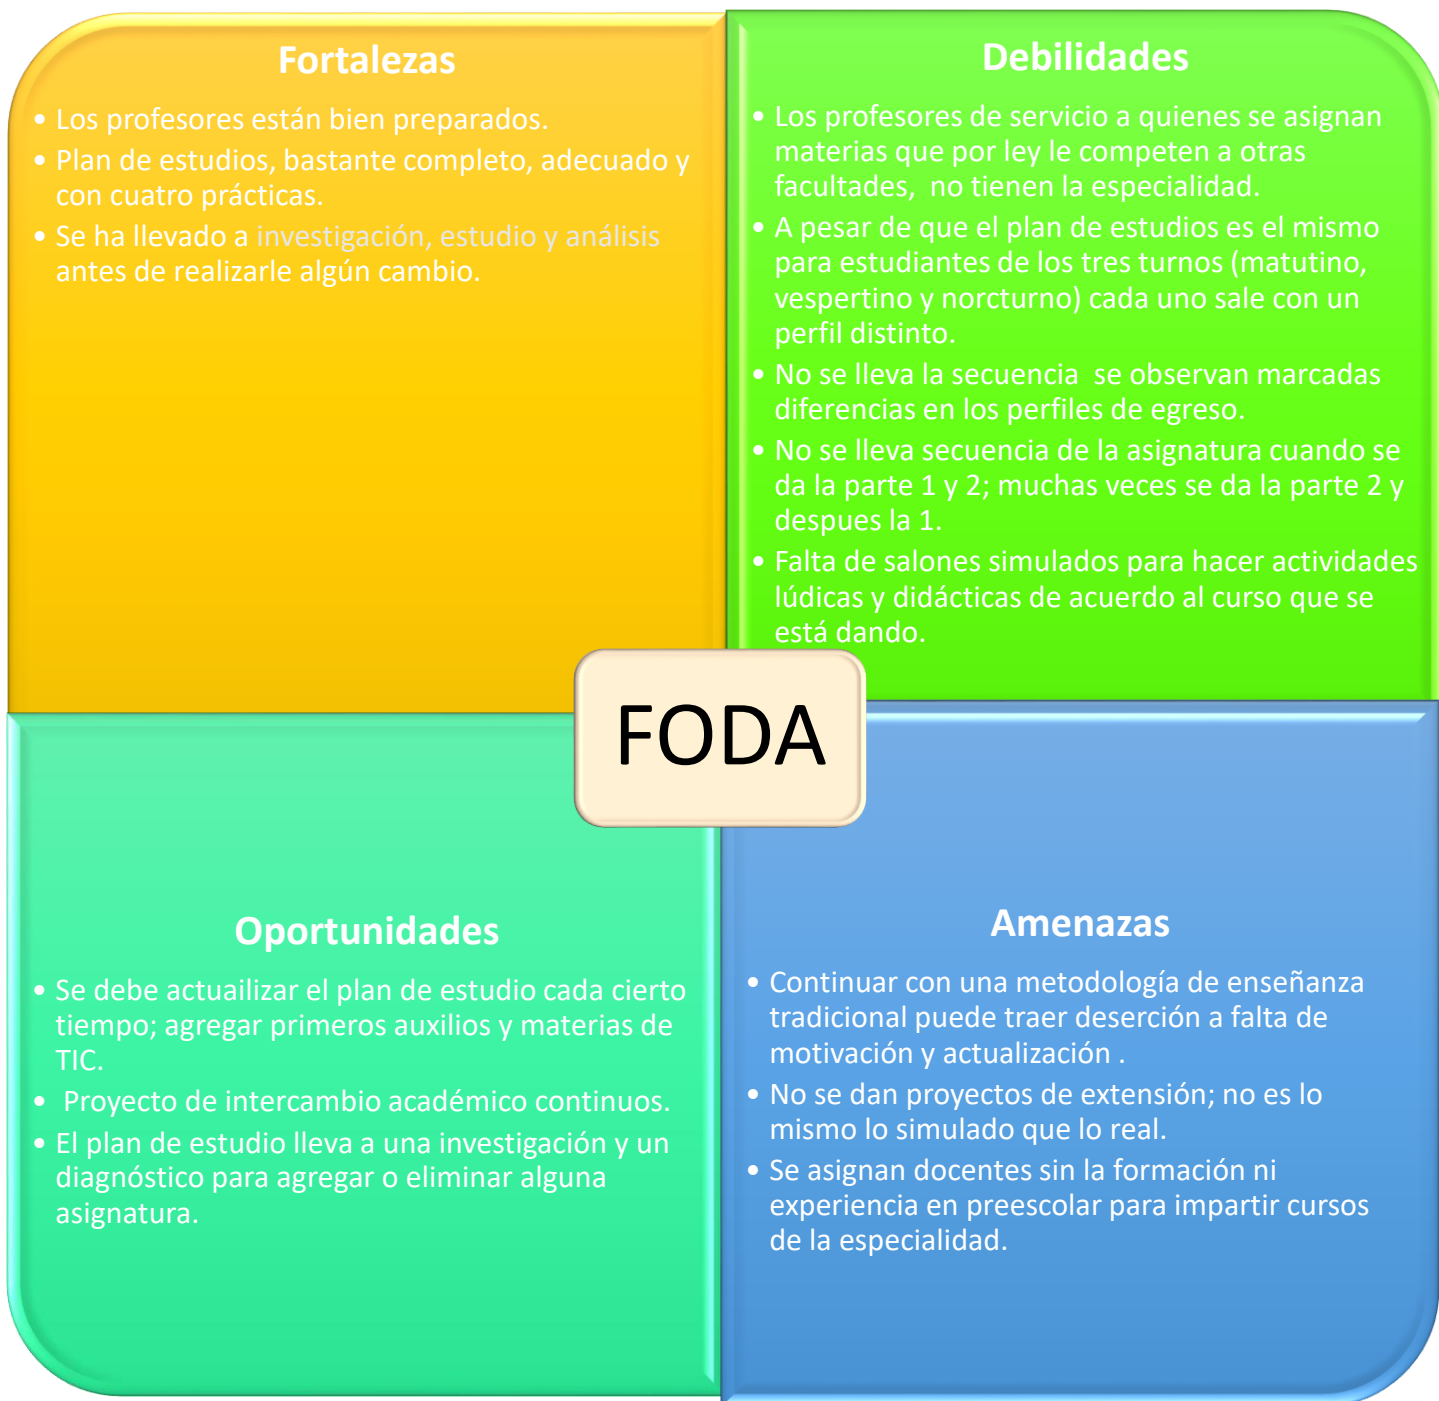 Fortalezas
• Los profesores están bien preparados.
• Plan de estudios, bastante completo, adecuado y
con cuatro prácticas.
• Se ha llevado a investigación, estudio y análisis
antes de realizarle algún cambio.
Debilidades
• Los profesores de servicio a quienes se asignan
materias que por ley le competen a otras
facultades,  no tienen la especialidad.
• A pesar de que el plan de estudios es el mismo
para estudiantes de los tres turnos (matutino,
vespertino y norcturno) cada uno sale con un
perfil distinto.
• No se lleva la secuencia  se observan marcadas
diferencias en los perfiles de egreso.
• No se lleva secuencia de la asignatura cuando se
da la parte 1 y 2; muchas veces se da la parte 2 y
despues la 1.
• Falta de salones simulados para hacer actividades
lúdicas y didácticas de acuerdo al curso que se
está dando.
FODA
Oportunidades
• Se debe actuailizar el plan de estudio cada cierto
tiempo; agregar primeros auxilios y materias de
TIC.
•  Proyecto de intercambio académico continuos.
• El plan de estudio lleva a una investigación y un
diagnóstico para agregar o eliminar alguna
asignatura.
Amenazas
• Continuar con una metodología de enseñanza
tradicional puede traer deserción a falta de
motivación y actualización .
• No se dan proyectos de extensión; no es lo
mismo lo simulado que lo real.
• Se asignan docentes sin la formación ni
experiencia en preescolar para impartir cursos
de la especialidad.